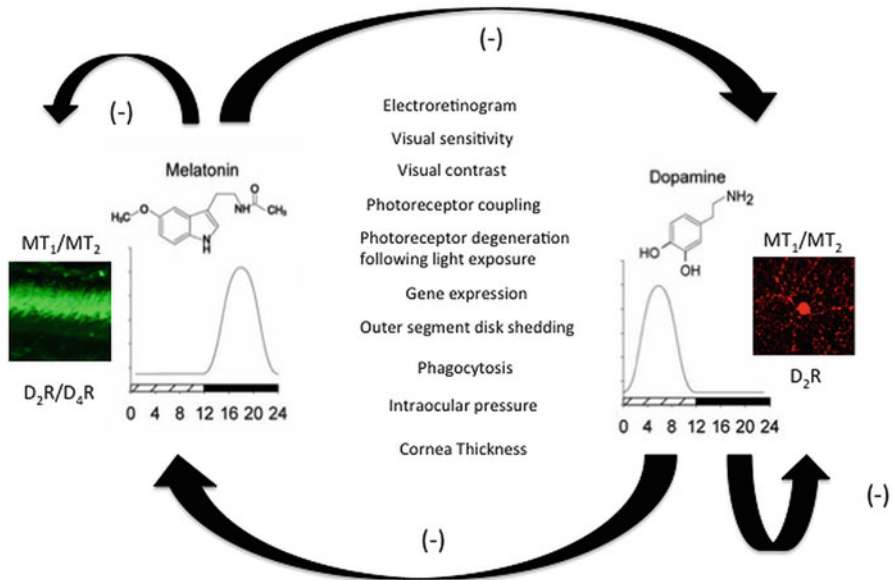 (-)
(-)
Electroretinogram
Visual sensitivity
Visual contrast
Photoreceptor coupling
Photoreceptor degeneration
following light exposure
Gene expression
Outer segment disk shedding
Phagocytosis
Intraocular pressure
Cornea Thickness
Melatonin
H₃C
O
N
H
NH
O
CH₃
MT₁/MT₂
D₂R/D₄R
0 4 8 12 16 20 24
Dopamine
NH₂
HO
OH
MT₁/MT₂
D₂R
0 4 8 12 16 20 24
(-)
(-)